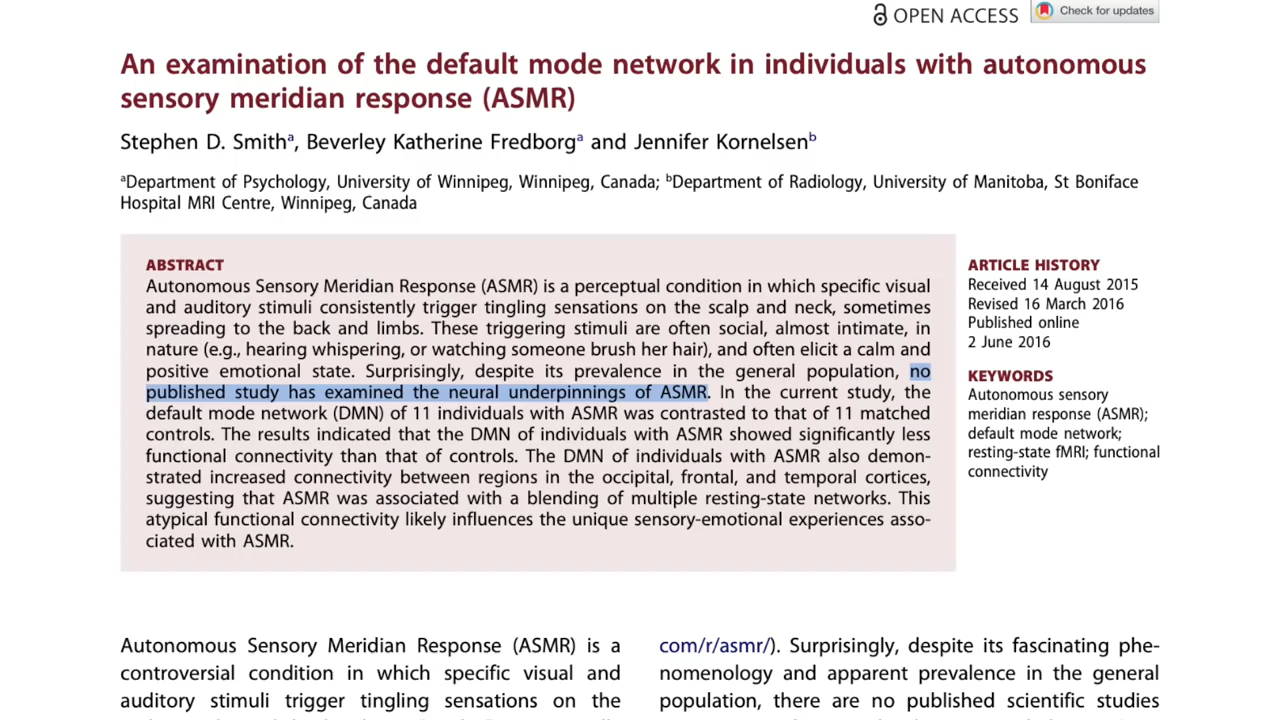 OPEN ACCESS
Check for updates
An examination of the default mode network in individuals with autonomous
sensory meridian response (ASMR)
Stephen D. Smithᵃ, Beverley Katherine Fredborgᵃ and Jennifer Kornelsenᵇ
ᵃDepartment of Psychology, University of Winnipeg, Winnipeg, Canada; ᵇDepartment of Radiology, University of Manitoba, St Boniface
Hospital MRI Centre, Winnipeg, Canada
ABSTRACT
Autonomous Sensory Meridian Response (ASMR) is a perceptual condition in which specific visual
and auditory stimuli consistently trigger tingling sensations on the scalp and neck, sometimes
spreading to the back and limbs. These triggering stimuli are often social, almost intimate, in
nature (e.g., hearing whispering, or watching someone brush her hair), and often elicit a calm and
positive emotional state. Surprisingly, despite its prevalence in the general population, no
published study has examined the neural underpinnings of ASMR. In the current study, the
default mode network (DMN) of 11 individuals with ASMR was contrasted to that of 11 matched
controls. The results indicated that the DMN of individuals with ASMR showed significantly less
functional connectivity than that of controls. The DMN of individuals with ASMR also demon-
strated increased connectivity between regions in the occipital, frontal, and temporal cortices,
suggesting that ASMR was associated with a blending of multiple resting-state networks. This
atypical functional connectivity likely influences the unique sensory-emotional experiences asso-
ciated with ASMR.
ARTICLE HISTORY
Received 14 August 2015
Revised 16 March 2016
Published online
2 June 2016
KEYWORDS
Autonomous sensory
meridian response (ASMR);
default mode network;
resting-state fMRI; functional
connectivity
Autonomous Sensory Meridian Response (ASMR) is a
controversial condition in which specific visual and
auditory stimuli trigger tingling sensations on the
com/r/asmr/). Surprisingly, despite its fascinating phe-
nomenology and apparent prevalence in the general
population, there are no published scientific studies